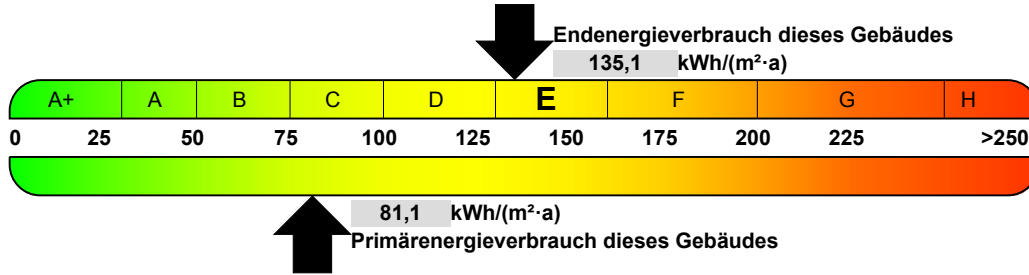 Endenergieverbrauch dieses Gebäudes
135,1 kWh/(m²·a)
A+ A B C D E F G H
0 25 50 75 100 125 150 175 200 225 >250
81,1 kWh/(m²·a)
Primärenergieverbrauch dieses Gebäudes